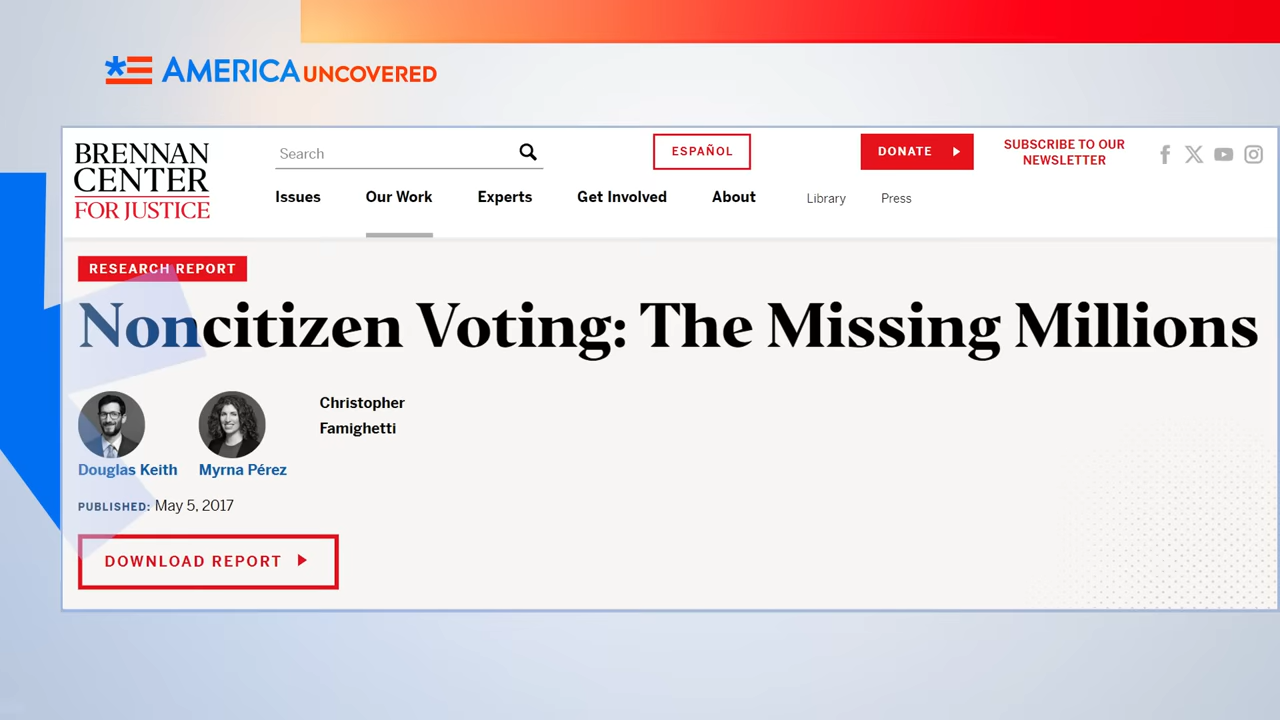 AMERICA UNCOVERED
BRENNAN
CENTER
FOR JUSTICE
Search
ESPAÑOL
DONATE
SUBSCRIBE TO OUR
NEWSLETTER
Issues
Our Work
Experts
Get Involved
About
Library
Press
RESEARCH REPORT
Noncitizen Voting: The Missing Millions
Christopher
Famighetti
Douglas Keith
Myrna Pérez
PUBLISHED: May 5, 2017
DOWNLOAD REPORT